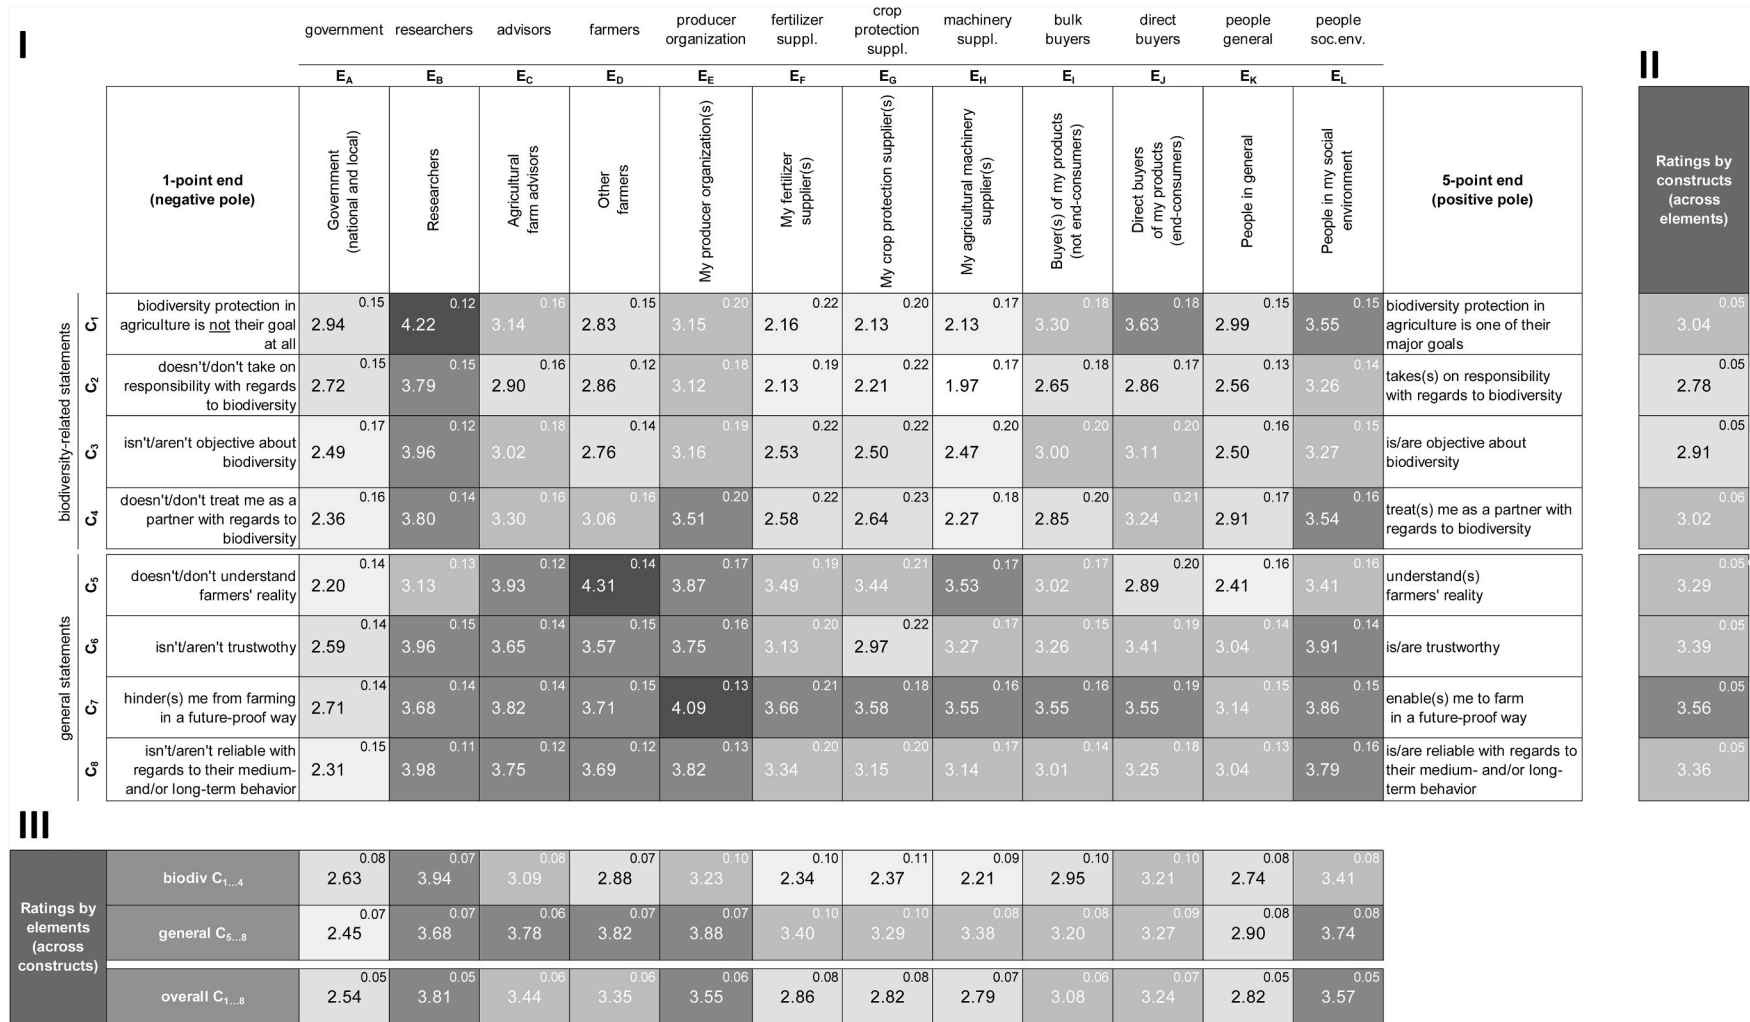 I
government researchers advisors farmers producer organization fertilizer suppl. crop protection suppl. machinery suppl. bulk buyers direct buyers people general people soc.env.
E_A E_B E_C E_D E_E E_F E_G E_H E_I E_J E_K E_L
II
1-point end
(negative pole)
Government
(national and local)
Researchers
Agricultural
farm advisors
Other
farmers
My producer organization(s)
My fertilizer
supplier(s)
My crop protection supplier(s)
My agricultural machinery
supplier(s)
Buyer(s) of my products
(not end-consumers)
Direct buyers
of my products
(end-consumers)
People in general
People in my social
environment
5-point end
(positive pole)
Ratings by
constructs
(across
elements)
biodiversity-related statements
C1
biodiversity protection in
agriculture is not their goal
at all
0.15 0.12 0.16 0.15 0.20 0.22 0.20 0.17 0.18 0.18 0.15 0.15
2.94 4.22 3.14 2.83 3.15 2.16 2.13 2.13 3.30 3.63 2.99 3.55
biodiversity protection in
agriculture is one of their
major goals
0.05
3.04
C2
doesn't/don't take on
responsibility with regards
to biodiversity
0.15 0.15 0.16 0.12 0.18 0.19 0.22 0.17 0.18 0.17 0.13 0.14
2.72 3.79 2.90 2.86 3.12 2.13 2.21 1.97 2.65 2.86 2.56 3.26
takes(s) on responsibility
with regards to biodiversity
0.05
2.78
C3
isn't/aren't objective about
biodiversity
0.17 0.12 0.18 0.14 0.19 0.22 0.22 0.20 0.20 0.20 0.16 0.15
2.49 3.96 3.02 2.76 3.16 2.53 2.50 2.47 3.00 3.11 2.50 3.27
is/are objective about
biodiversity
0.05
2.91
C4
doesn't/don't treat me as a
partner with regards to
biodiversity
0.16 0.14 0.16 0.16 0.20 0.22 0.23 0.18 0.20 0.21 0.17 0.16
2.36 3.80 3.30 3.06 3.51 2.58 2.64 2.27 2.85 3.24 2.91 3.54
treat(s) me as a partner with
regards to biodiversity
0.06
3.02
general statements
C5
doesn't/don't understand
farmers' reality
0.14 0.13 0.12 0.14 0.17 0.19 0.21 0.17 0.17 0.20 0.16 0.16
2.20 3.13 3.93 4.31 3.87 3.49 3.44 3.53 3.02 2.89 2.41 3.41
understand(s)
farmers' reality
0.05
3.29
C6
isn't/aren't trustwothy
0.14 0.15 0.14 0.15 0.16 0.20 0.22 0.17 0.15 0.19 0.14 0.14
2.59 3.96 3.65 3.57 3.75 3.13 2.97 3.27 3.26 3.41 3.04 3.91
is/are trustworthy
0.05
3.39
C7
hinder(s) me from farming
in a future-proof way
0.14 0.14 0.14 0.15 0.13 0.21 0.18 0.16 0.16 0.19 0.15 0.15
2.71 3.68 3.82 3.71 4.09 3.66 3.58 3.55 3.55 3.55 3.14 3.86
enable(s) me to farm
in a future-proof way
0.05
3.56
C8
isn't/aren't reliable with
regards to their medium-
and/or long-term behavior
0.15 0.11 0.12 0.12 0.13 0.20 0.20 0.17 0.14 0.18 0.13 0.16
2.31 3.98 3.75 3.69 3.82 3.34 3.15 3.14 3.01 3.25 3.04 3.79
is/are reliable with regards to
their medium- and/or long-
term behavior
0.05
3.36
III
Ratings by
elements
(across
constructs)
biodiv C1...4
0.08 0.07 0.08 0.07 0.10 0.10 0.11 0.09 0.10 0.10 0.08 0.08
2.63 3.94 3.09 2.88 3.23 2.34 2.37 2.21 2.95 3.21 2.74 3.41
general C5...8
0.07 0.07 0.06 0.07 0.07 0.10 0.10 0.08 0.08 0.09 0.08 0.08
2.45 3.68 3.78 3.82 3.88 3.40 3.29 3.38 3.20 3.27 2.90 3.74
overall C1...8
0.05 0.05 0.06 0.06 0.06 0.08 0.08 0.07 0.06 0.07 0.05 0.05
2.54 3.81 3.44 3.35 3.55 2.86 2.82 2.79 3.08 3.24 2.82 3.57